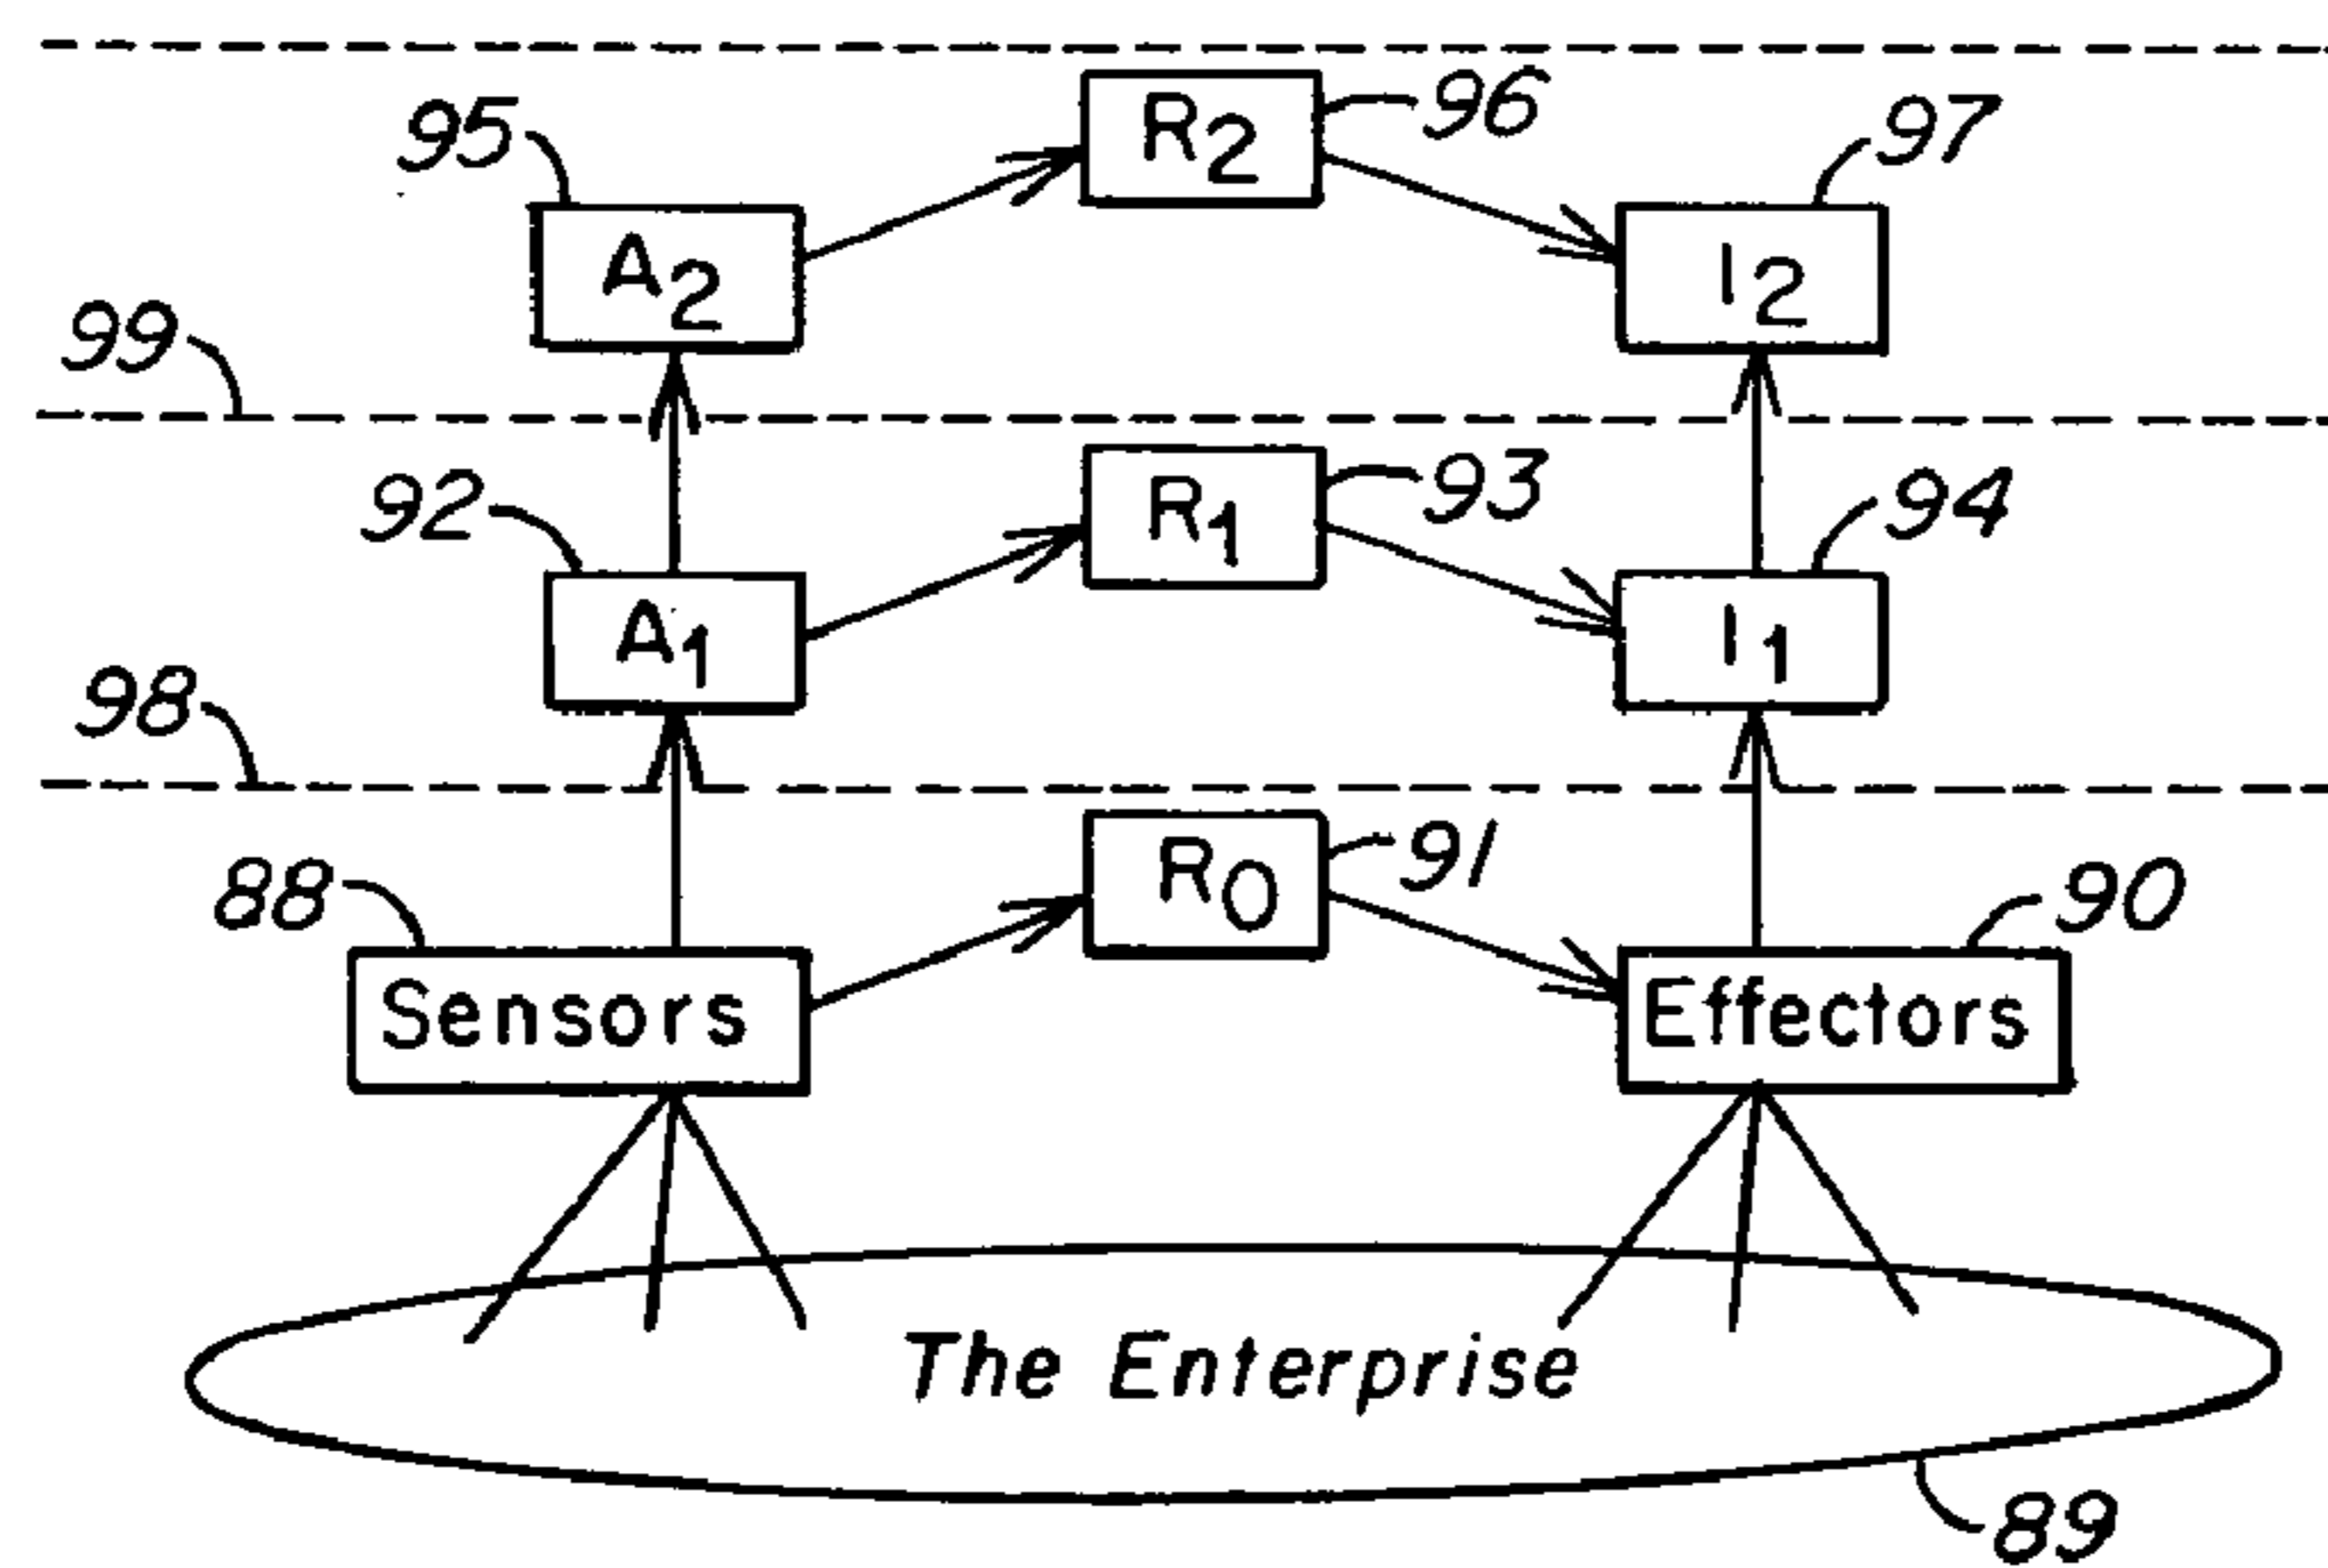 R2 96
95 97
A2 I2
99
R1 93
92 94
A1 I1
98
R0 91
88 90
Sensors Effectors
The Enterprise
89